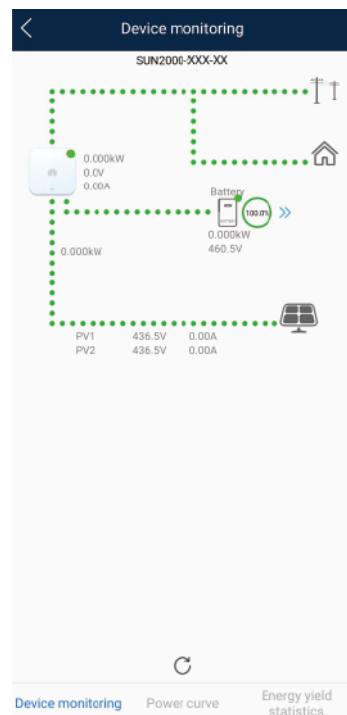 Device monitoring
SUN2000-XXX-XX
0.000kW
0.0V
0.00A
Battery
100.0%
BATTERY
0.000kW
460.5V
0.000kW
PV1 436.5V 0.00A
PV2 436.5V 0.00A
Device monitoring Power curve Energy yield statistics